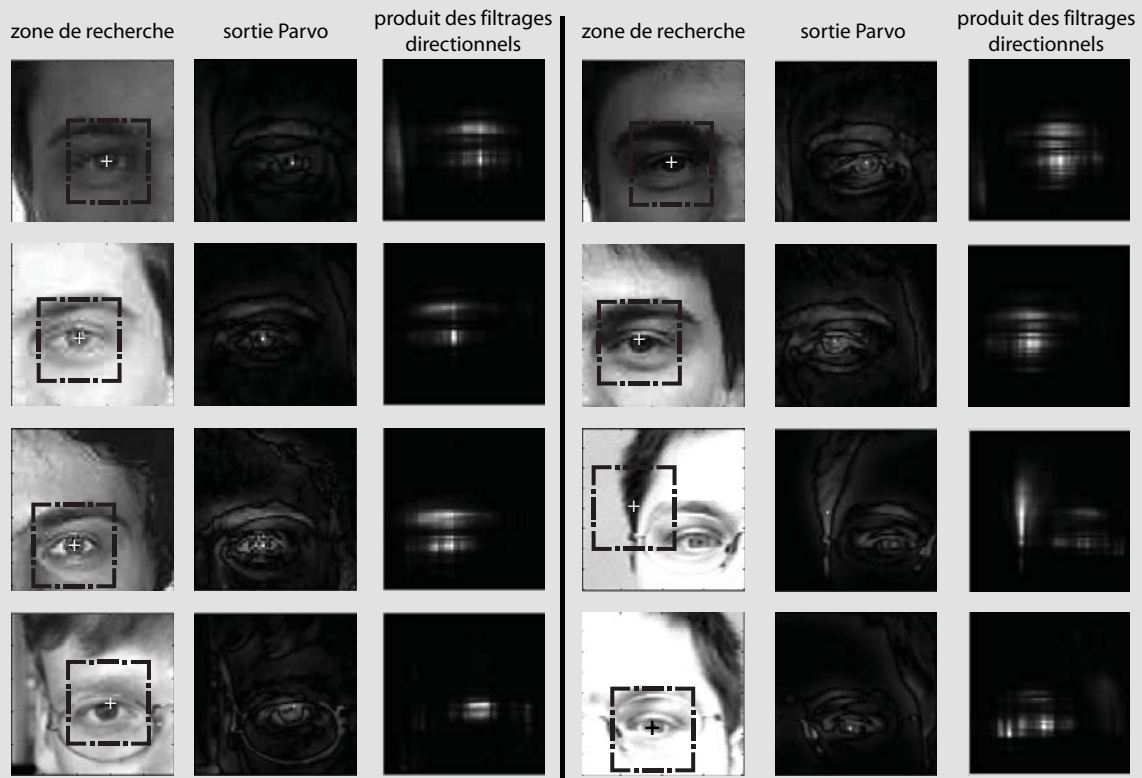 zone de recherche
sortie Parvo
produit des filtrages
directionnels
zone de recherche
sortie Parvo
produit des filtrages
directionnels